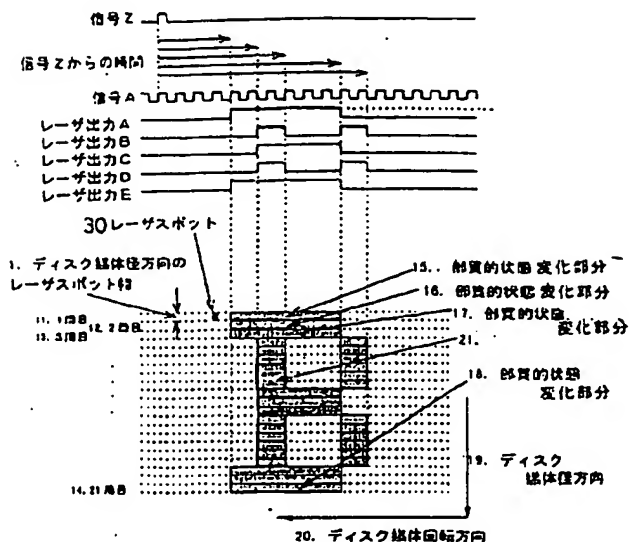 信号Z
信号Zからの時間
信号A
レーザ出力A
レーザ出力B
レーザ出力C
レーザ出力D
レーザ出力E
30レーザスポット
1. ディスク媒体径方向の
レーザスポット幅
15. 部質的状態変化部分
16. 部質的状態変化部分
17. 部質的状態
変化部分
11. 1周目
12. 2周目
13. 3周目
21.
18. 部質的状態
変化部分
19. ディスク
媒体径方向
14. 21周目
20. ディスク媒体回転方向